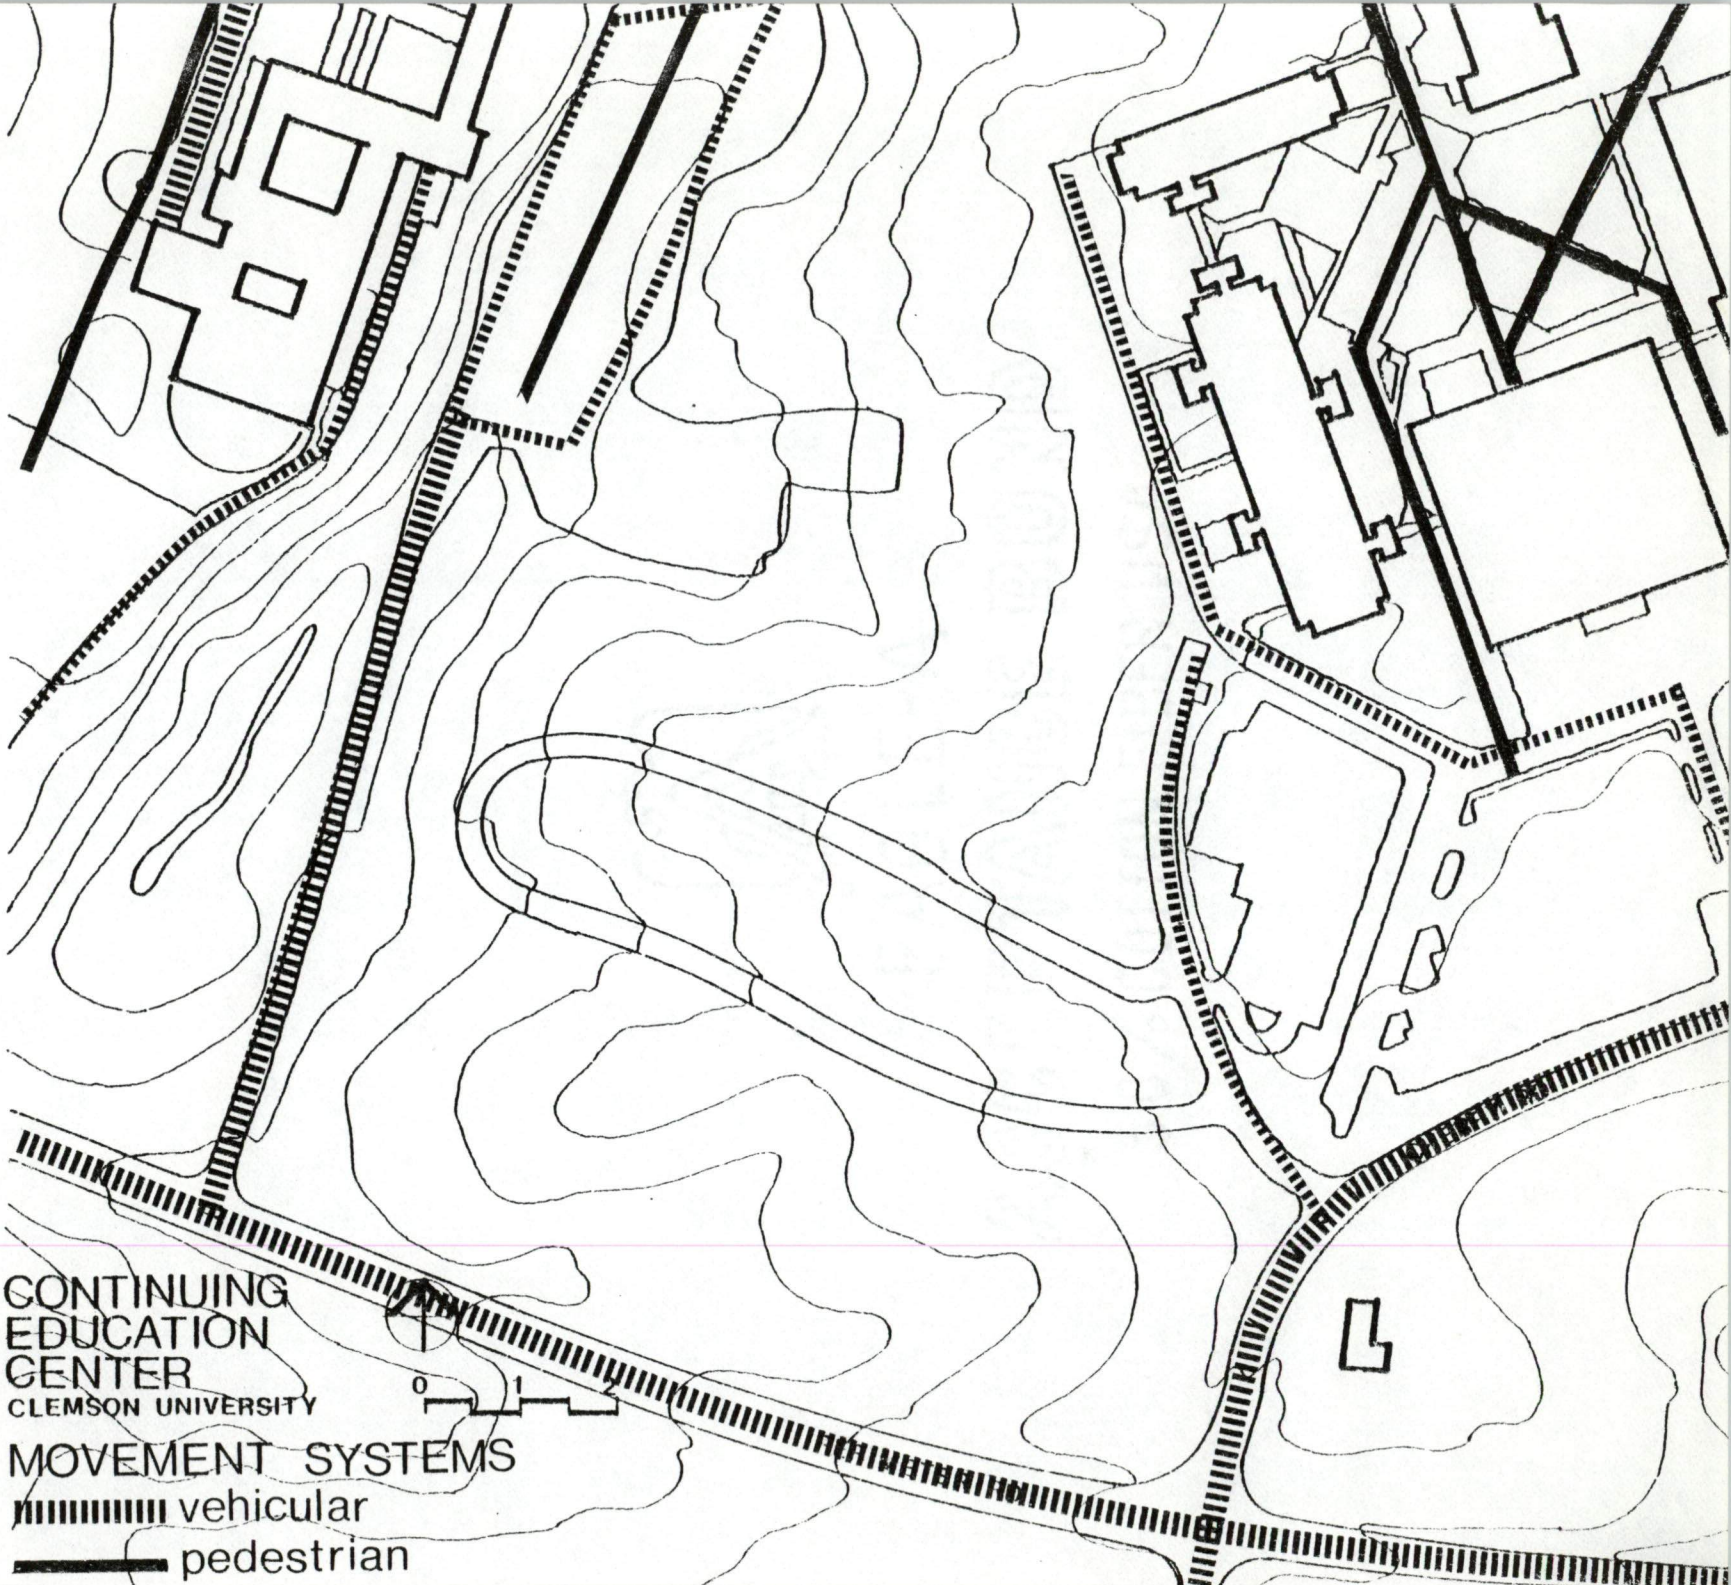 CONTINUING
EDUCATION
CENTER
CLEMSON UNIVERSITY
0 1 2
MOVEMENT SYSTEMS
vehicular
pedestrian